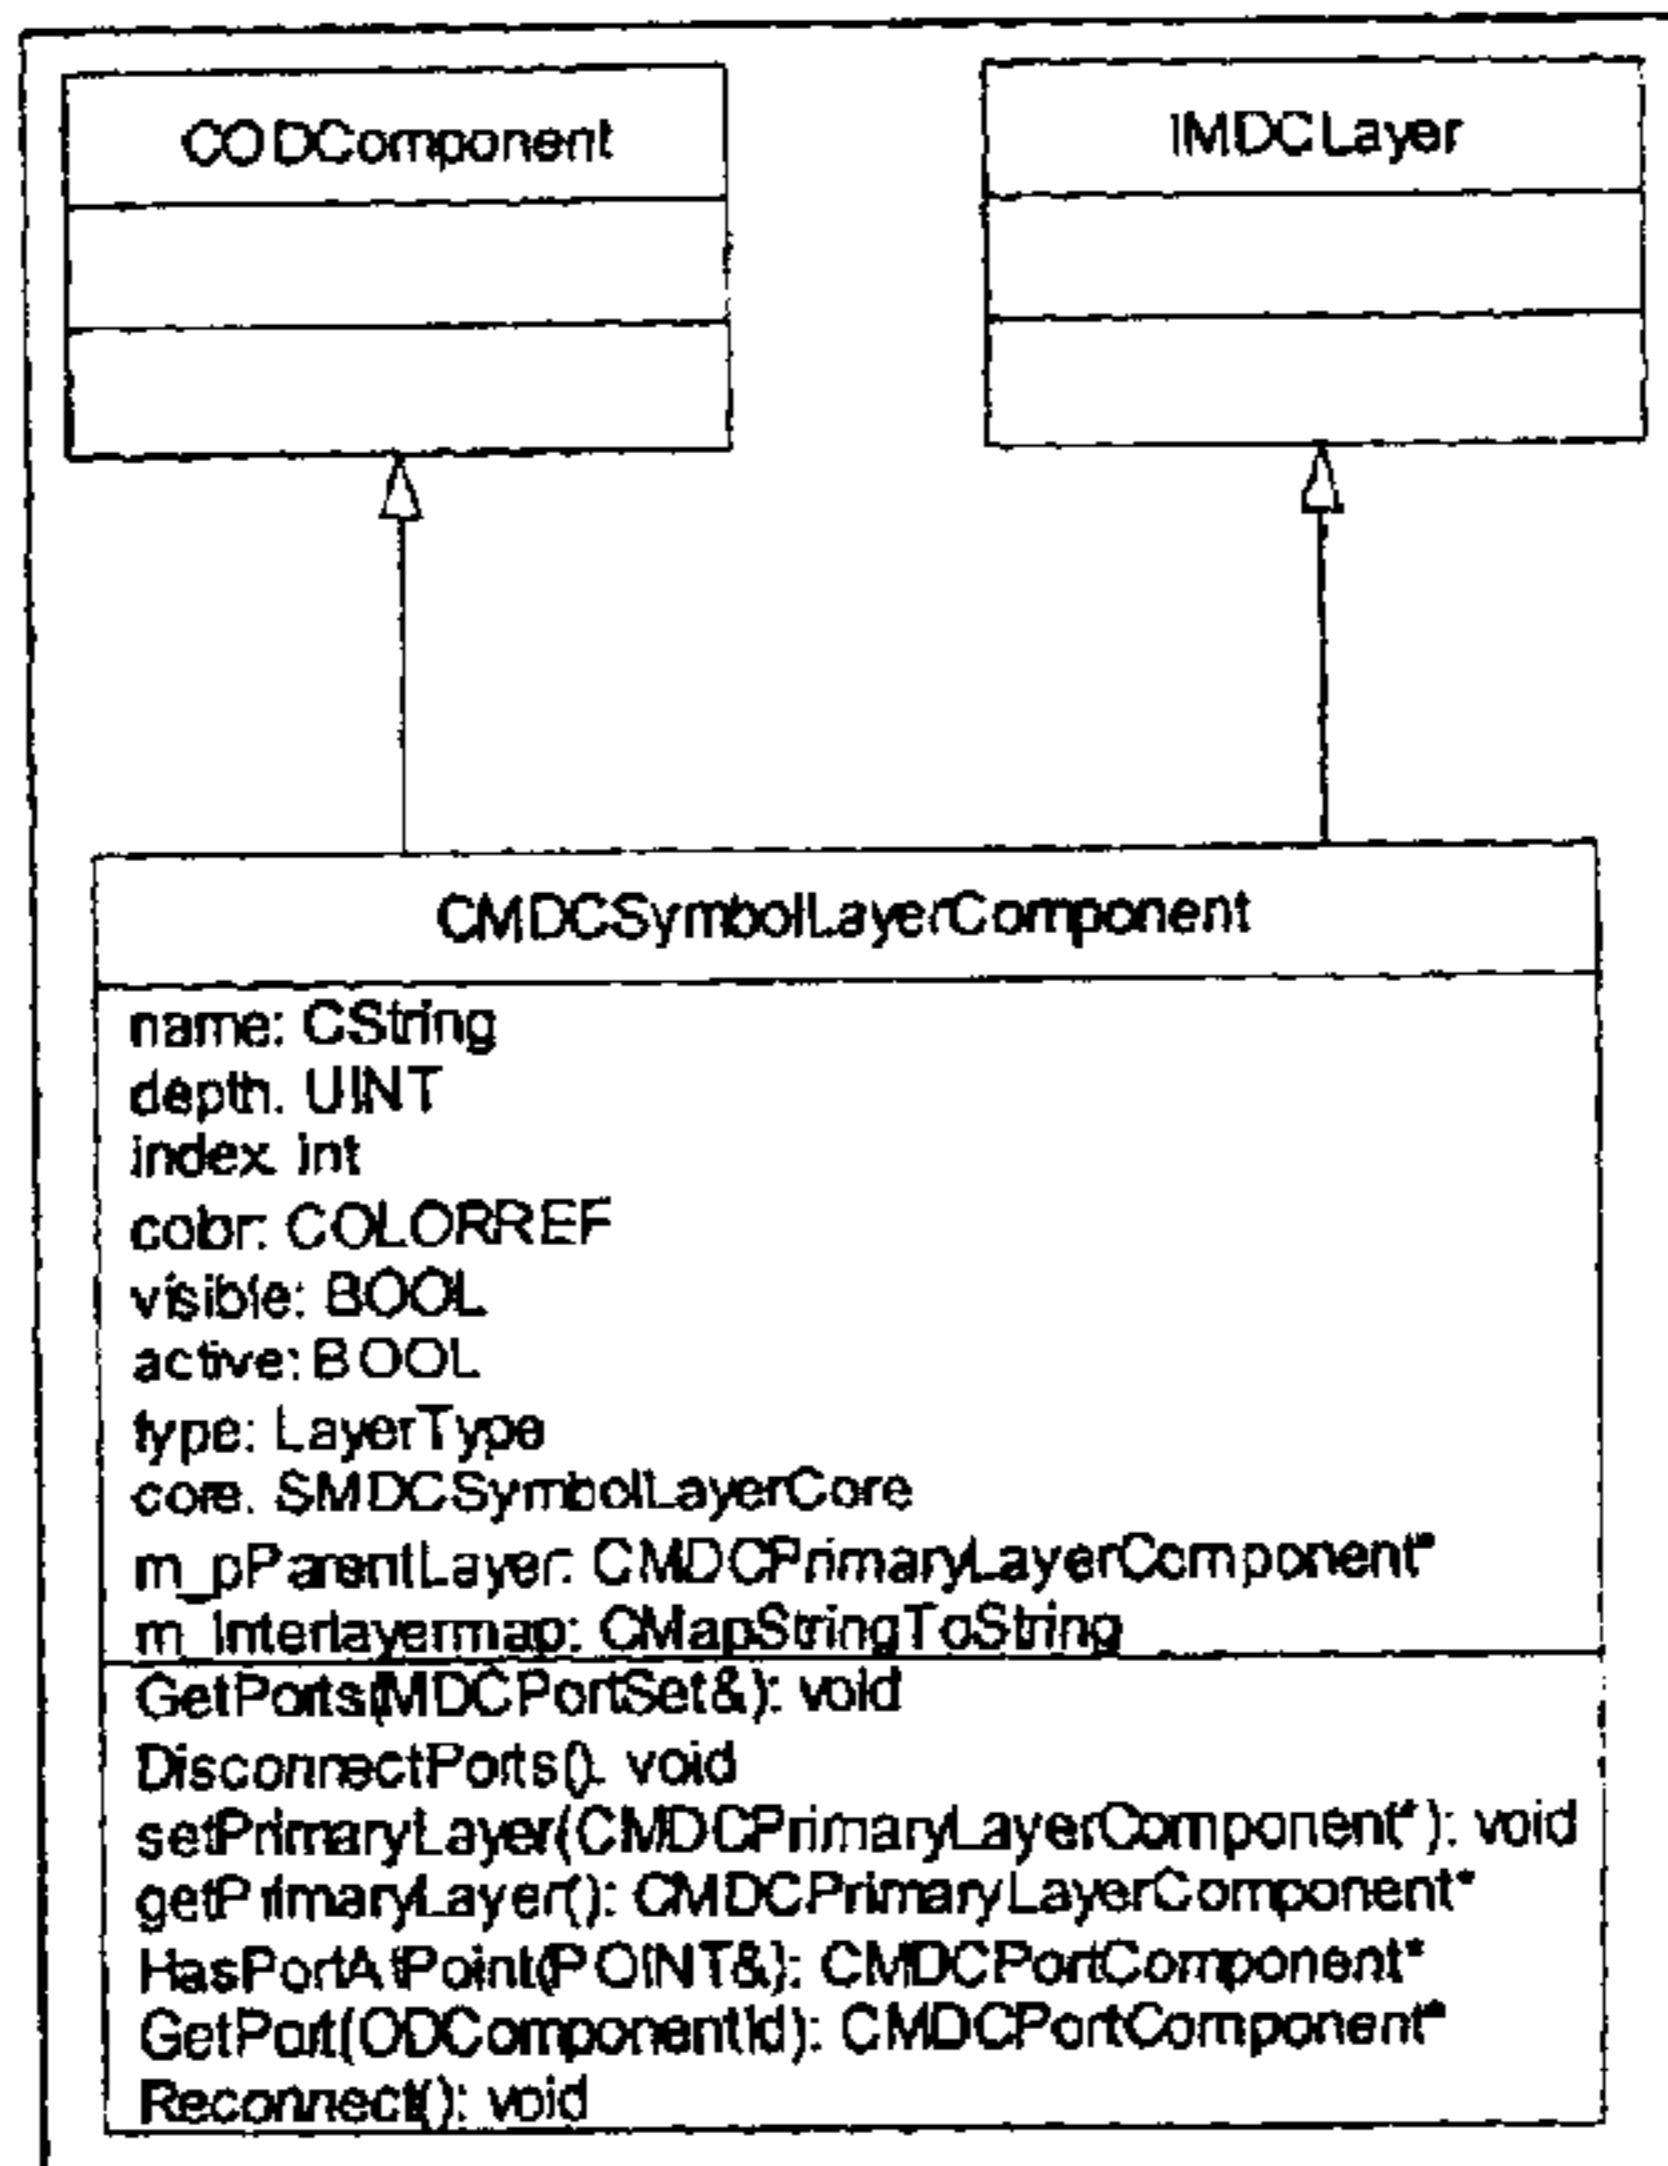 CODComponent
IMDCLayer
CMDCSymbolLayerComponent
name: CString
depth: UINT
index: int
color: COLORREF
visible: BOOL
active: BOOL
type: LayerType
core: SMDCSymbolLayerCore
m_pParentLayer: CMDCPrimaryLayerComponent*
m_Interlayermap: CMapStringToString
GetPorts(MDCPortSet&): void
DisconnectPorts(): void
setPrimaryLayer(CMDCPrimaryLayerComponent*): void
getPrimaryLayer(): CMDCPrimaryLayerComponent*
HasPortAtPoint(POINT&): CMDCPortComponent*
GetPort(ODComponentId): CMDCPortComponent*
Reconnect(): void